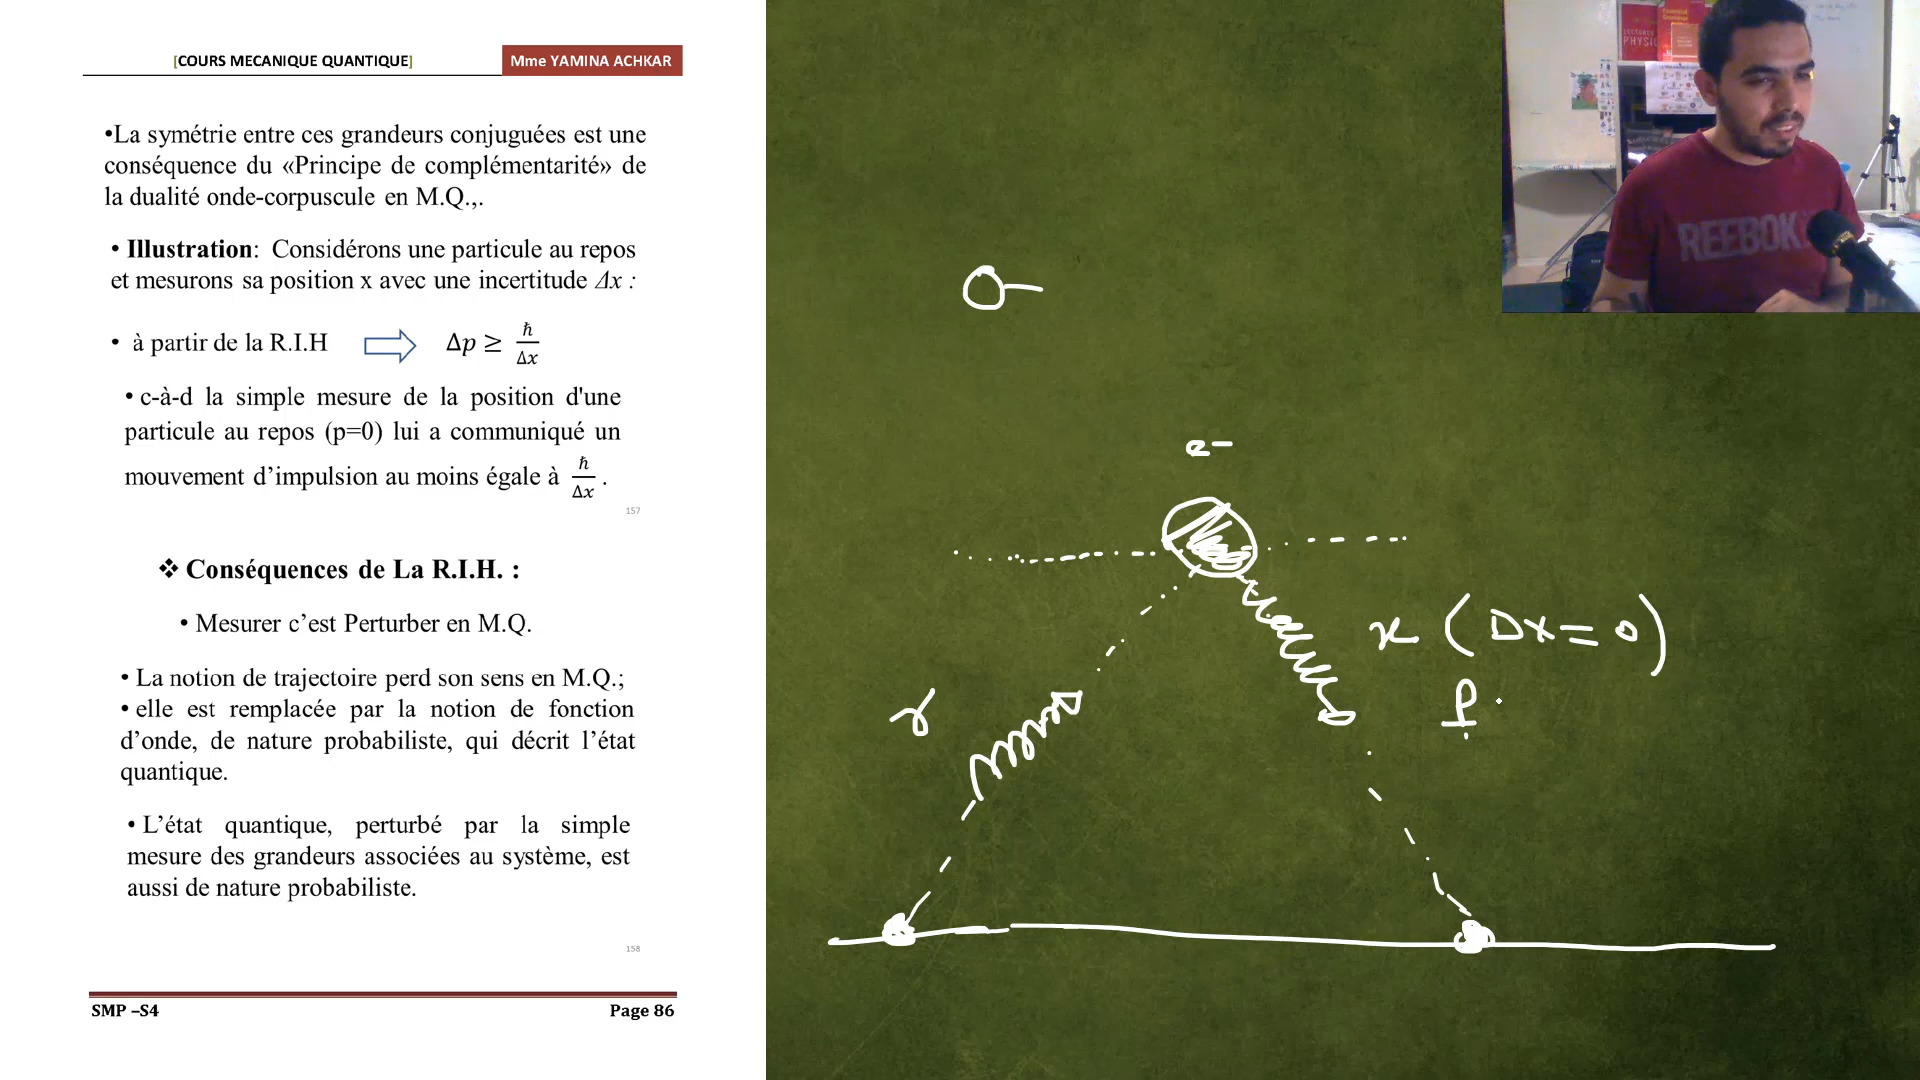 [COURS MECANIQUE QUANTIQUE]
Mme YAMINA ACHKAR
•La symétrie entre ces grandeurs conjuguées est une
conséquence du «Principe de complémentarité» de
la dualité onde-corpuscule en M.Q.,.
• Illustration: Considérons une particule au repos
et mesurons sa position x avec une incertitude Δx :
• à partir de la R.I.H Δp ≥ ħ/Δx
• c-à-d la simple mesure de la position d'une
particule au repos (p=0) lui a communiqué un
mouvement d’impulsion au moins égale à ħ/Δx .
157
❖ Conséquences de La R.I.H. :
• Mesurer c’est Perturber en M.Q.
• La notion de trajectoire perd son sens en M.Q.;
• elle est remplacée par la notion de fonction
d’onde, de nature probabiliste, qui décrit l’état
quantique.
• L’état quantique, perturbé par la simple
mesure des grandeurs associées au système, est
aussi de nature probabiliste.
158
SMP –S4
Page 86
e-
x (Δx=0)
γ
REEBOK